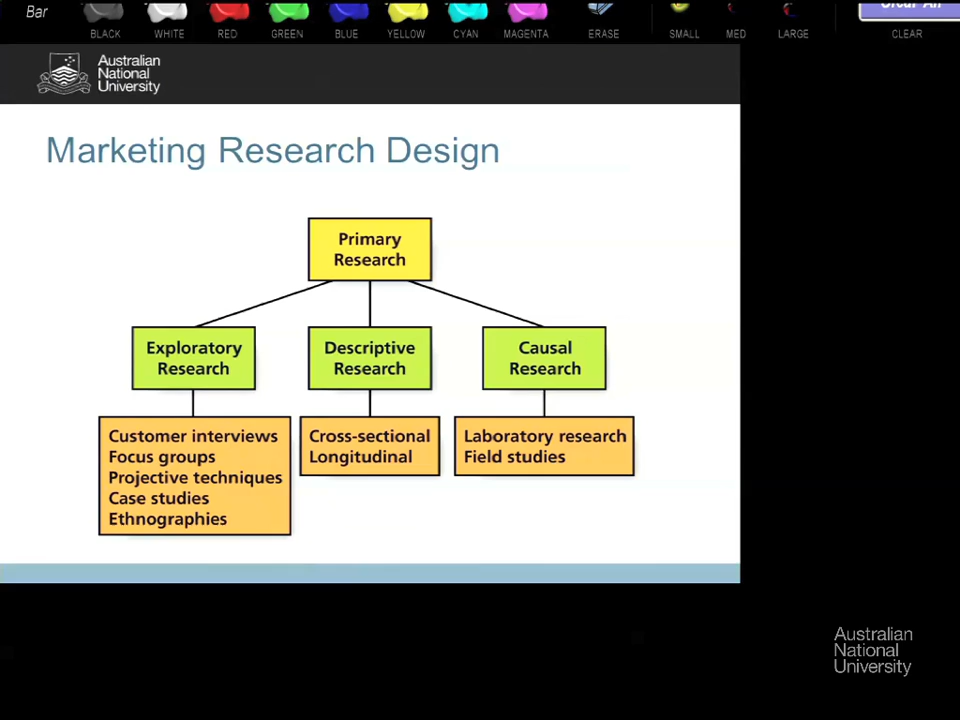 Bar
BLACK WHITE RED GREEN BLUE YELLOW CYAN MAGENTA ERASE SMALL MED LARGE CLEAR
Australian
National
University
Marketing Research Design
Primary
Research
Exploratory
Research
Descriptive
Research
Causal
Research
Customer interviews
Focus groups
Projective techniques
Case studies
Ethnographies
Cross-sectional
Longitudinal
Laboratory research
Field studies
Australian
National
University